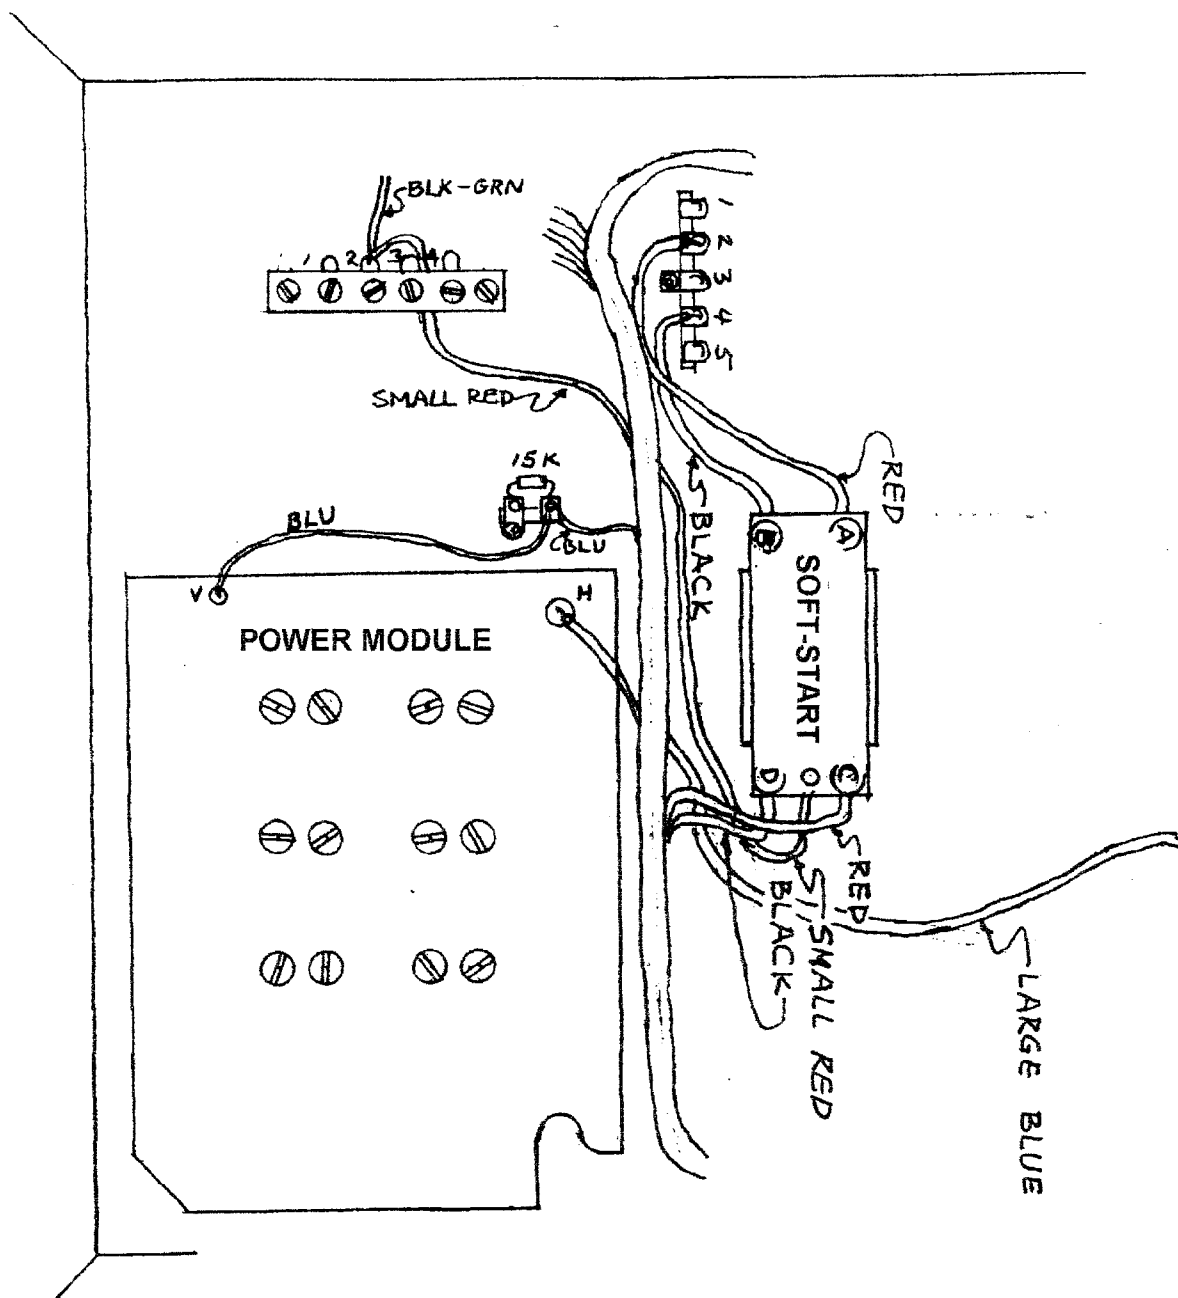 BLK-GRN
1 2 3 4
1
2
3
4
5
SMALL RED
15K
RED
BLU
BLU
BLACK
V
H
B
A
POWER MODULE
SOFT-START
D
C
RED
ST, SMALL RED
BLACK
LARGE BLUE